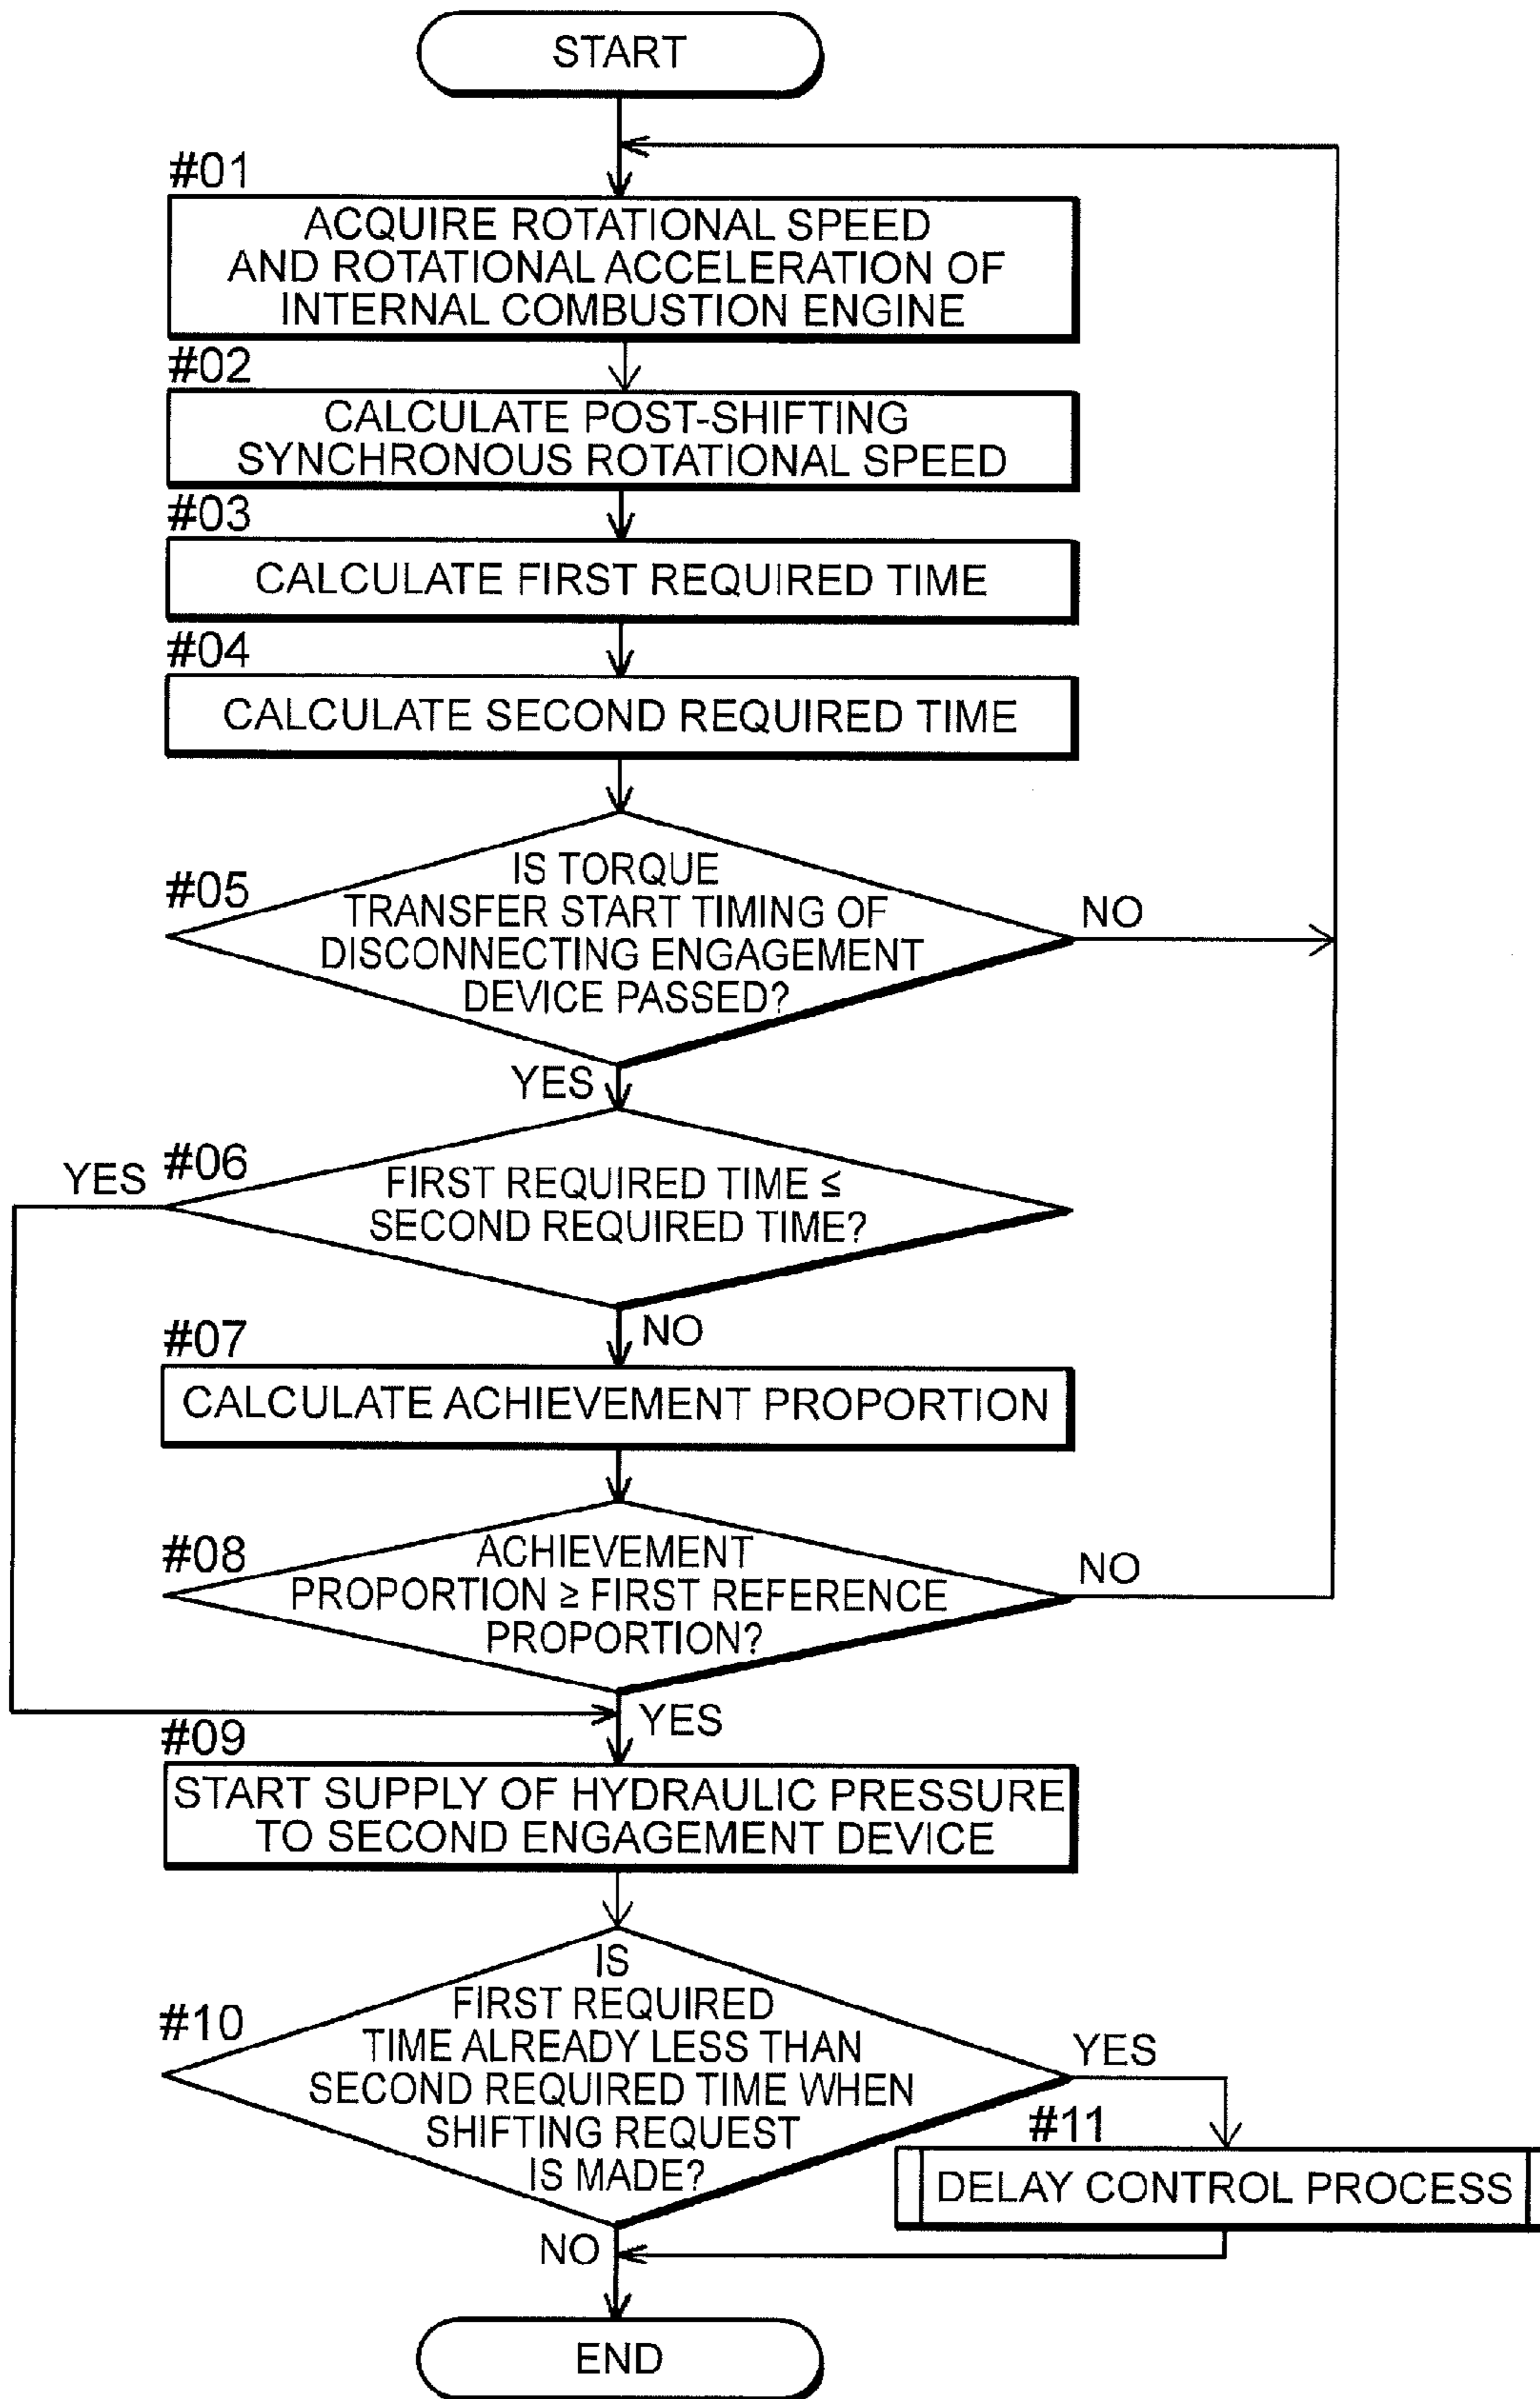 START
#01
ACQUIRE ROTATIONAL SPEED
AND ROTATIONAL ACCELERATION OF
INTERNAL COMBUSTION ENGINE
#02
CALCULATE POST-SHIFTING
SYNCHRONOUS ROTATIONAL SPEED
#03
CALCULATE FIRST REQUIRED TIME
#04
CALCULATE SECOND REQUIRED TIME
#05
IS TORQUE
TRANSFER START TIMING OF
DISCONNECTING ENGAGEMENT
DEVICE PASSED?
NO
YES
#06
YES
FIRST REQUIRED TIME ≤
SECOND REQUIRED TIME?
NO
#07
CALCULATE ACHIEVEMENT PROPORTION
#08
ACHIEVEMENT
PROPORTION ≥ FIRST REFERENCE
PROPORTION?
NO
YES
#09
START SUPPLY OF HYDRAULIC PRESSURE
TO SECOND ENGAGEMENT DEVICE
#10
IS
FIRST REQUIRED
TIME ALREADY LESS THAN
SECOND REQUIRED TIME WHEN
SHIFTING REQUEST
IS MADE?
YES
#11
DELAY CONTROL PROCESS
NO
END